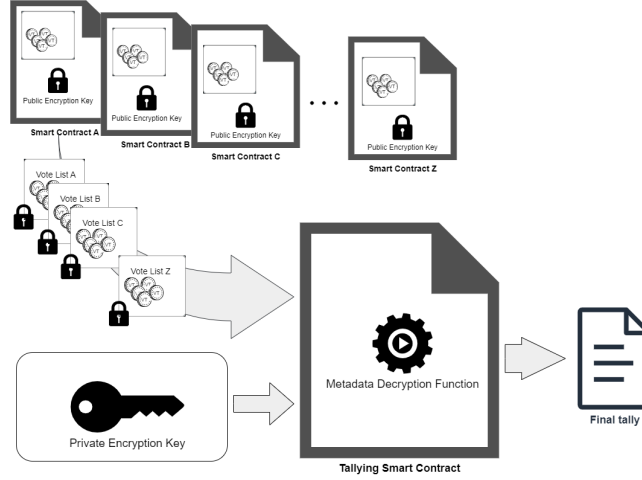 Public Encryption Key
Smart Contract A
Public Encryption Key
Smart Contract B
Public Encryption Key
Smart Contract C
Public Encryption Key
Smart Contract Z
Vote List A
Vote List B
Vote List C
VT
Vote List Z
VT
Metadata Decryption Function
Private Encryption Key
Tallying Smart Contract
Final tally